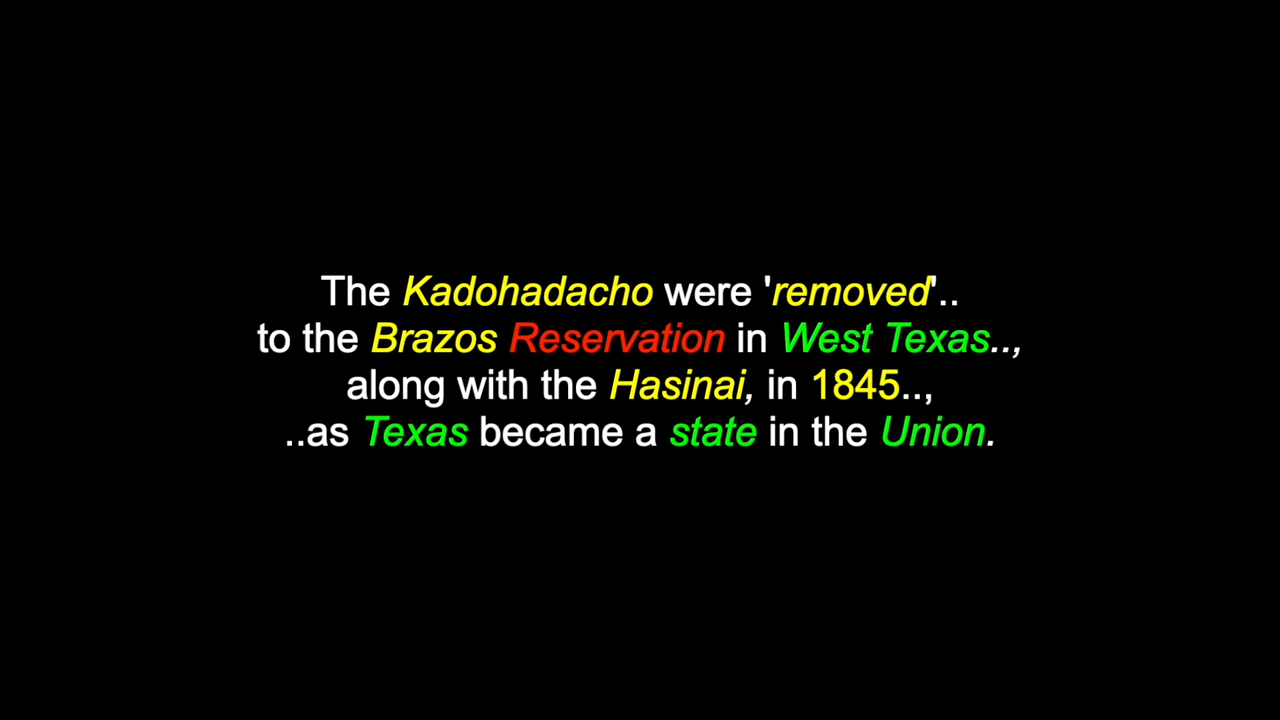 The Kadohadacho were 'removed'..
to the Brazos Reservation in West Texas..,
along with the Hasinai, in 1845..,
..as Texas became a state in the Union.